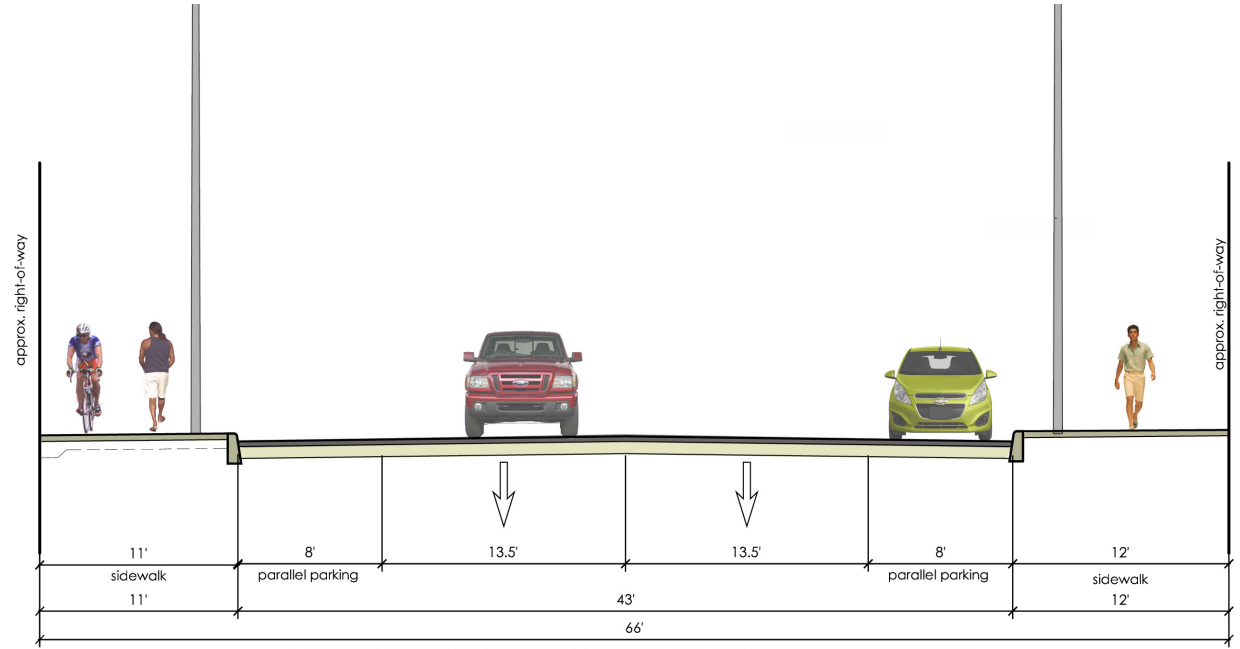 approx. right-of-way
approx. right-of-way
11'
8'
13.5'
13.5'
8'
12'
sidewalk
parallel parking
parallel parking
sidewalk
11'
43'
12'
66'